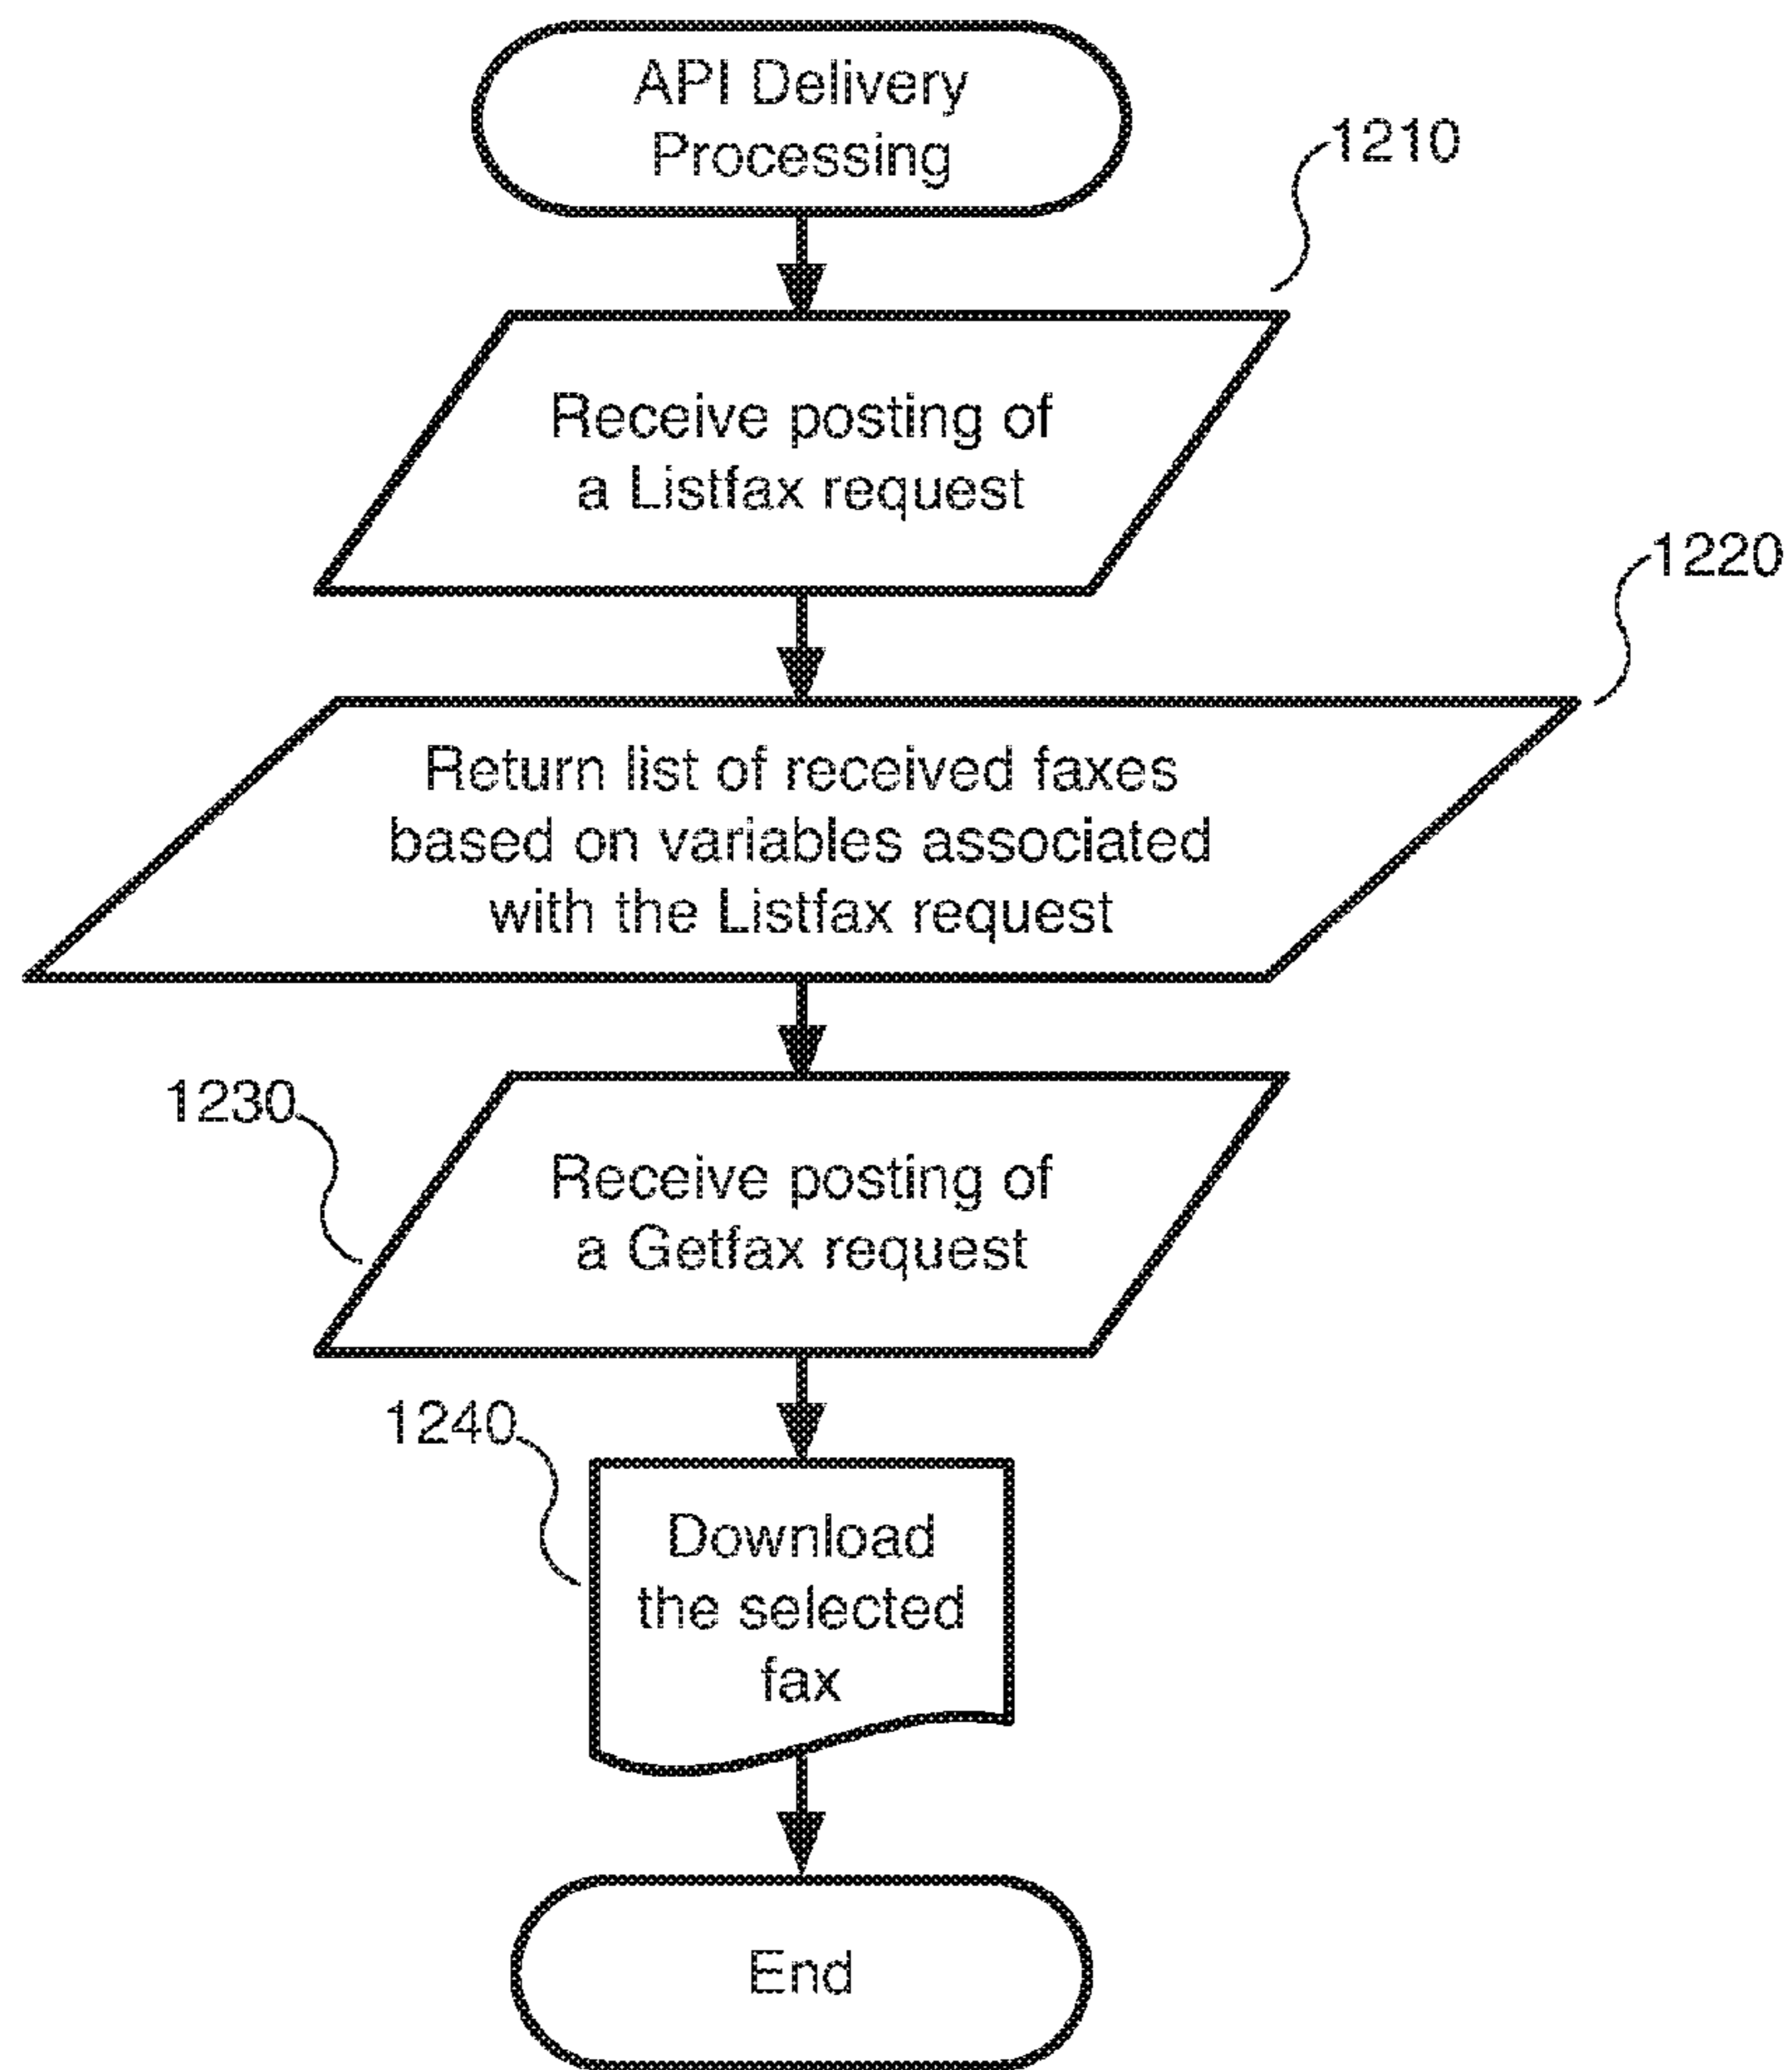 API Delivery
Processing
1210
Receive posting of
a Listfax request
1220
Return list of received faxes
based on variables associated
with the Listfax request
1230
Receive posting of
a Getfax request
1240
Download
the selected
fax
End